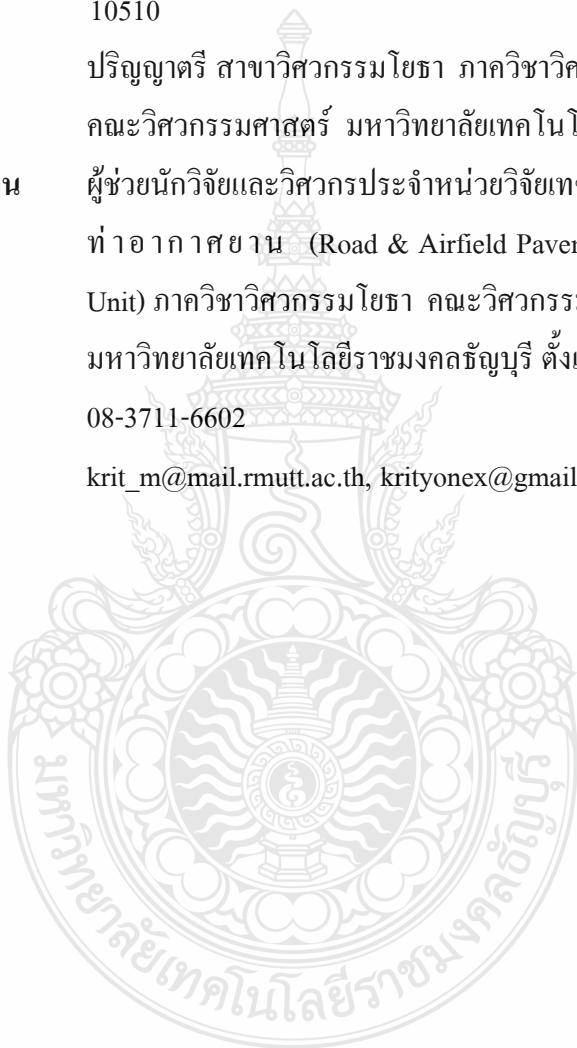 10510
ปริญญาตรี สาขาวิศวกรรมโยธา ภาควิชาวิศ
คณะวิศวกรรมศาสตร์ มหาวิทยาลัยเทคโนโ
น ผู้ช่วยนักวิจัยและวิศวกรประจำหน่วยวิจัยเท
ท่าอากาศยาน (Road & Airfield Paver
Unit) ภาควิชาวิศวกรรมโยธา คณะวิศวกรร
มหาวิทยาลัยเทคโนโลยีราชมงคลธัญบุรี ตั้งแ
08-3711-6602
krit_m@mail.rmutt.ac.th, krityonex@gmail
มหาวิทยาลัยเทคโนโลยีราชมงคลธัญบุรี